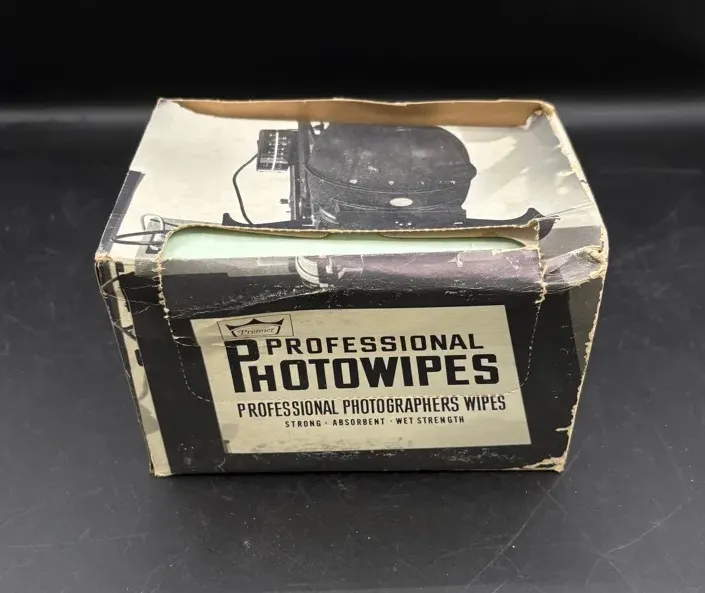 Premier
PROFESSIONAL
PHOTOWIPES
PROFESSIONAL PHOTOGRAPHERS WIPES
STRONG · ABSORBENT · WET STRENGTH